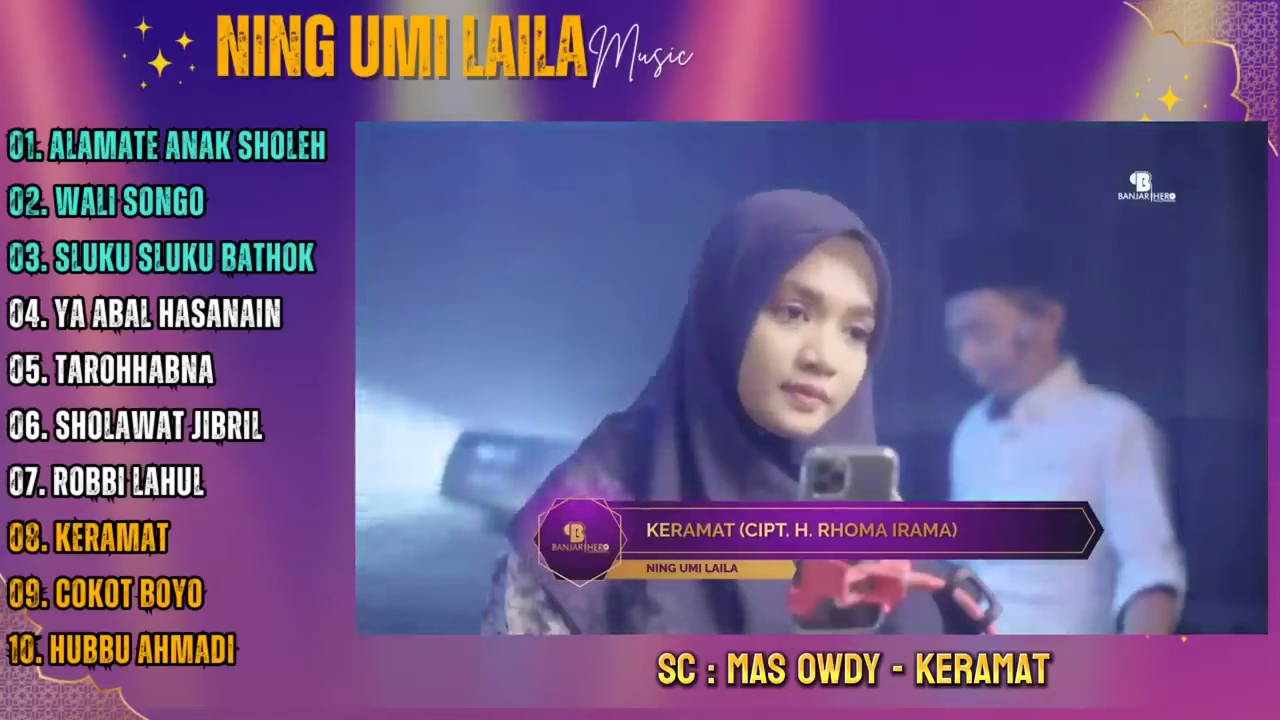 NING UMI LAILA Music
01. ALAMATE ANAK SHOLEH
02. WALI SONGO
03. SLUKU SLUKU BATHOK
04. YA ABAL HASANAIN
05. TAROHHABNA
06. SHOLAWAT JIBRIL
07. ROBBI LAHUL
08. KERAMAT
09. COKOT BOYO
10. HUBBU AHMADI
BANJAR HERO
KERAMAT (CIPT. H. RHOMA IRAMA)
BANJAR HERO
NING UMI LAILA
SC : MAS OWDY - KERAMAT